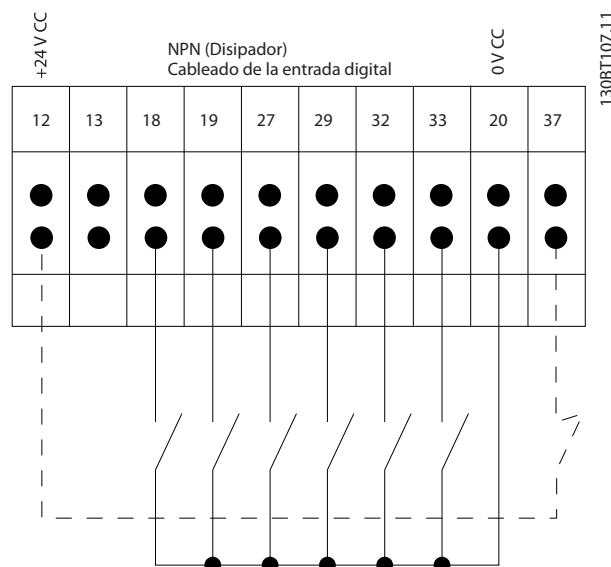 +24 V CC
NPN (Disipador)
Cableado de la entrada digital
0 V CC
130BT107.11
12 13 18 19 27 29 32 33 20 37